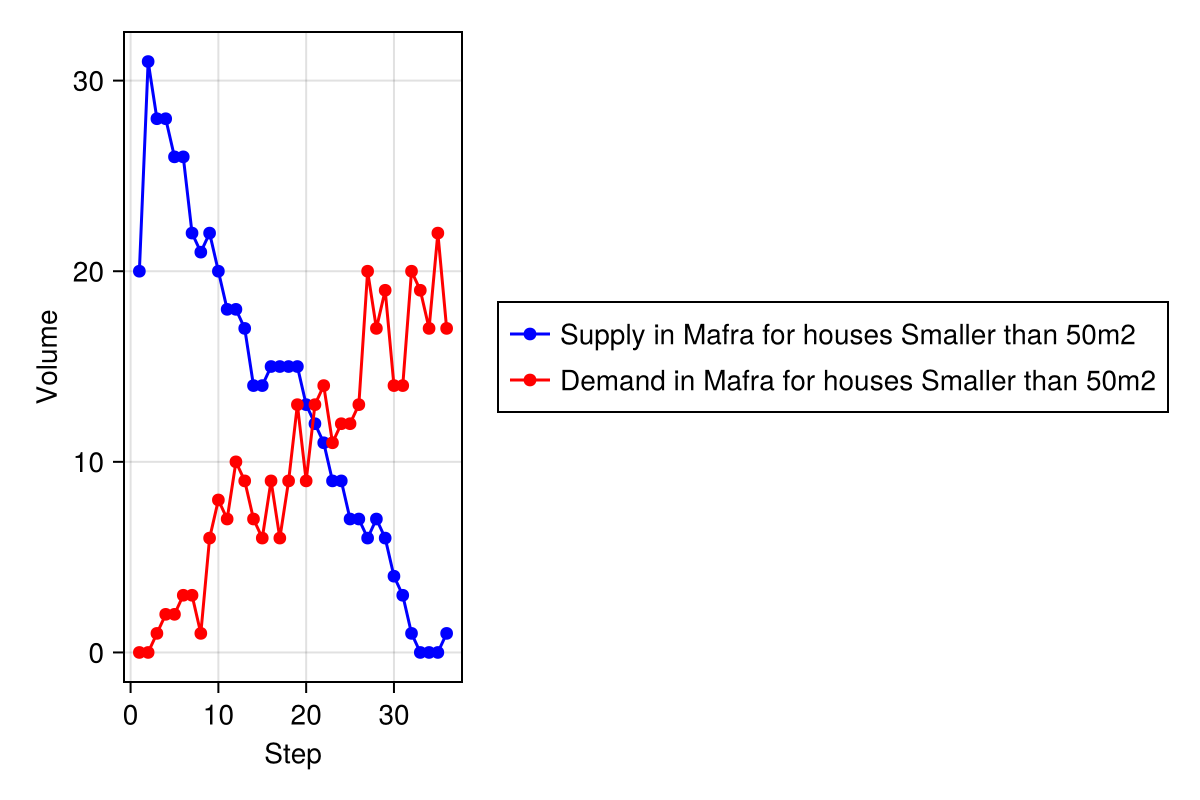 30
20
10
0
Volume
0 10 20 30
Step
Supply in Mafra for houses Smaller than 50m2
Demand in Mafra for houses Smaller than 50m2